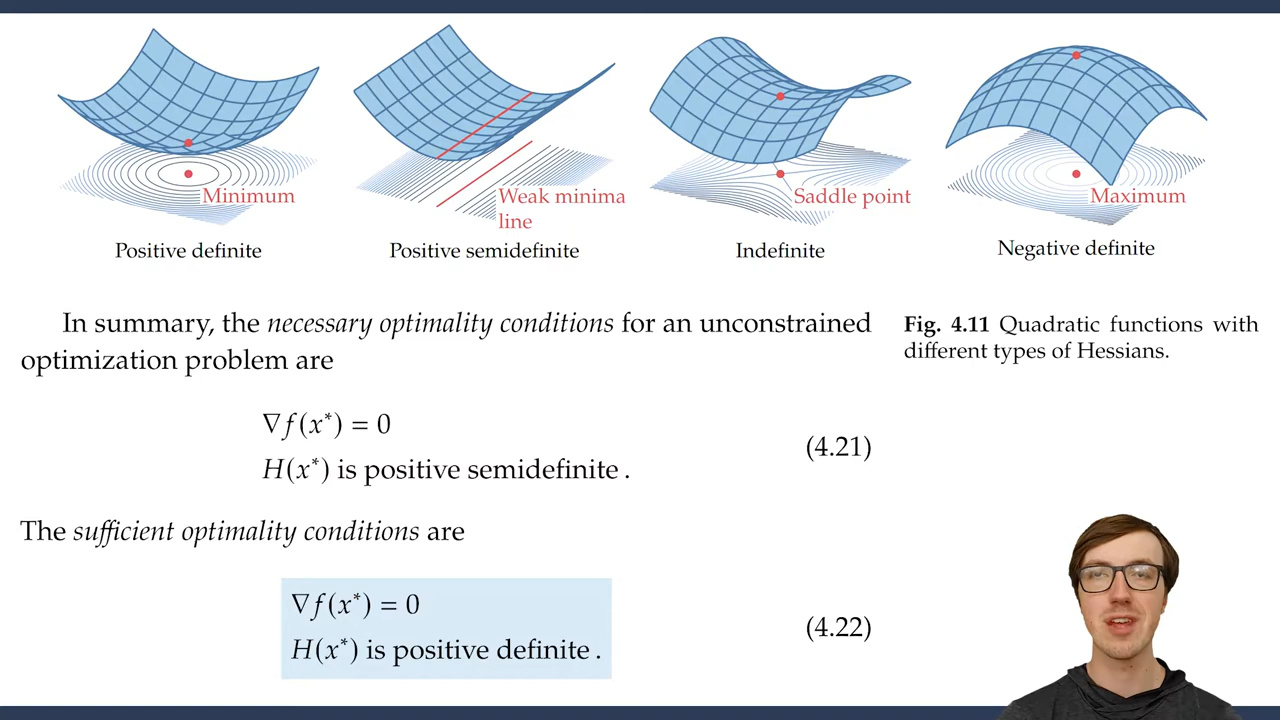 Minimum
Weak minima
line
Saddle point
Maximum
Positive definite
Positive semidefinite
Indefinite
Negative definite
In summary, the necessary optimality conditions for an unconstrained
optimization problem are
Fig. 4.11 Quadratic functions with
different types of Hessians.
∇f(x*) = 0
H(x*) is positive semidefinite .
(4.21)
The sufficient optimality conditions are
∇f(x*) = 0
H(x*) is positive definite .
(4.22)